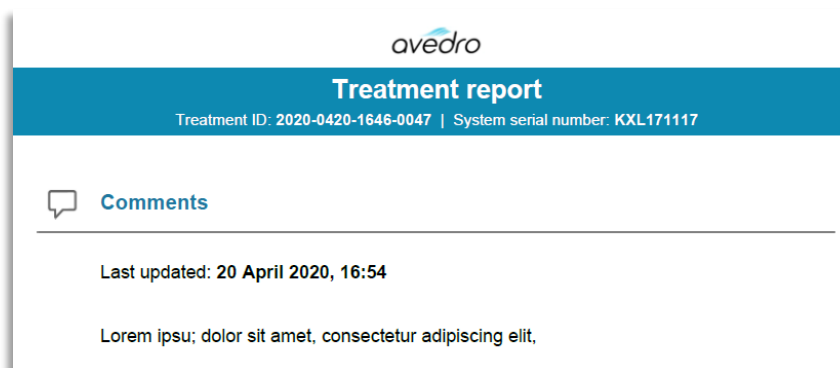 avedro
Treatment report
Treatment ID: 2020-0420-1646-0047 | System serial number: KXL171117
Comments
Last updated: 20 April 2020, 16:54
Lorem ipsu; dolor sit amet, consectetur adipiscing elit,